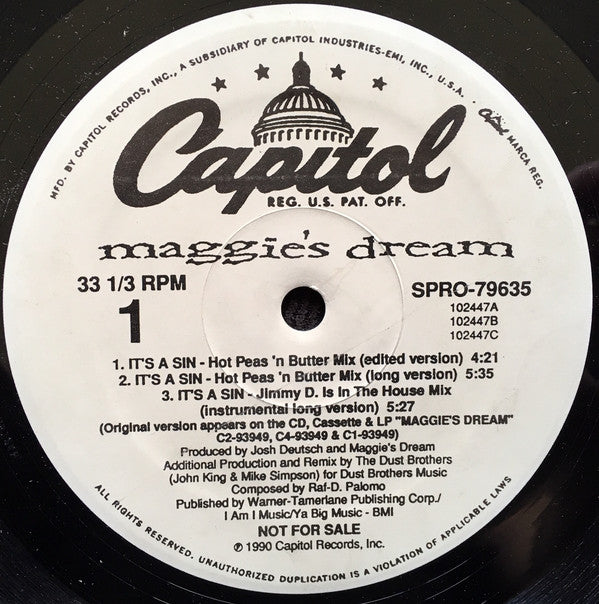 MFD. BY CAPITOL RECORDS, INC., A SUBSIDIARY OF CAPITOL INDUSTRIES-EMI, INC., U.S.A. · Capitol MARCA REG.
Capitol
REG. U.S. PAT. OFF.
maggie's dream
33 1/3 RPM
1
SPRO-79635
102447A
102447B
102447C
1. IT'S A SIN - Hot Peas 'n Butter Mix (edited version) 4:21
2. IT'S A SIN - Hot Peas 'n Butter Mix (long version) 5:35
3. IT'S A SIN - Jimmy D. Is In The House Mix
(instrumental long version) 5:27
(Original version appears on the CD, Cassette & LP "MAGGIE'S DREAM"
C2-93949, C4-93949 & C1-93949)
Produced by Josh Deutsch and Maggie's Dream
Additional Production and Remix by The Dust Brothers
(John King & Mike Simpson) for Dust Brothers Music
Composed by Raf-D. Palomo
Published by Warner-Tamerlane Publishing Corp./
I Am I Music/Ya Big Music - BMI
NOT FOR SALE
℗ 1990 Capitol Records, Inc.
ALL RIGHTS RESERVED. UNAUTHORIZED DUPLICATION IS A VIOLATION OF APPLICABLE LAWS